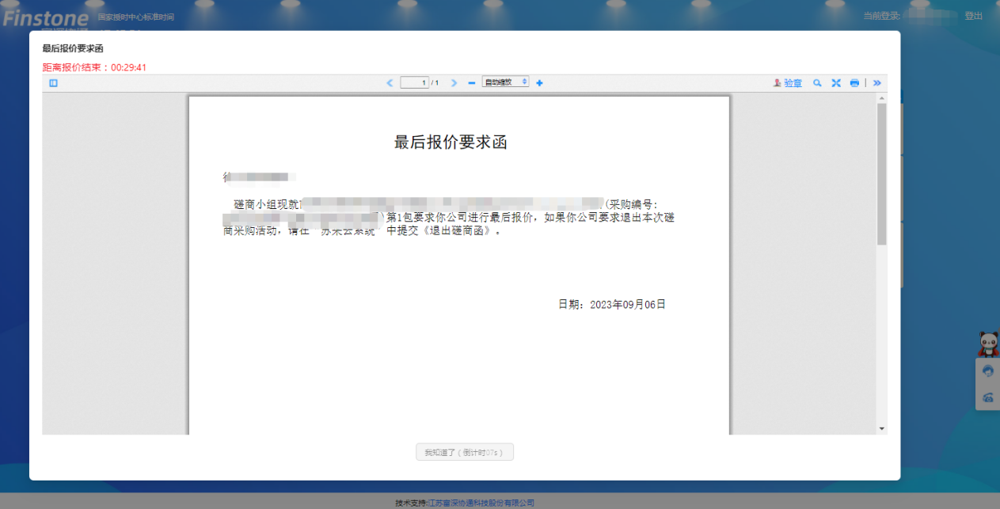 Finstone
国家授时中心标准时间
当前登录:
登出
最后报价要求函
距离报价结束：00:29:41
1 / 1
自动缩放
验章
最后报价要求函
磋商小组现就
(采购编号:
)第1包要求你公司进行最后报价，如果你公司要求退出本次磋
商采购活动，请在“苏采云系统”中提交《退出磋商函》。
日期：2023年09月06日
我知道了（倒计时07s）
技术支持:江苏富深协通科技股份有限公司